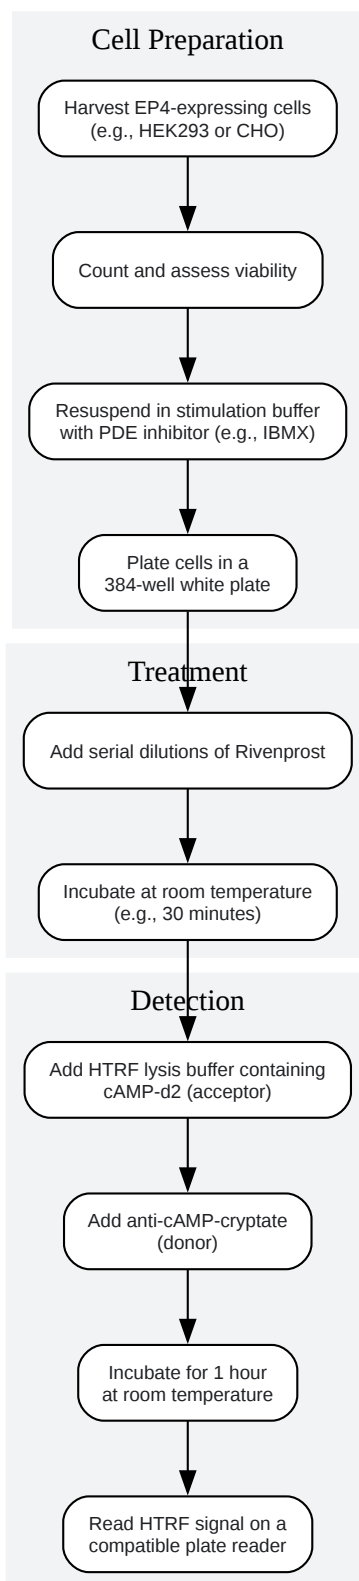 Cell Preparation
Harvest EP4-expressing cells
(e.g., HEK293 or CHO)
Count and assess viability
Resuspend in stimulation buffer
with PDE inhibitor (e.g., IBMX)
Plate cells in a
384-well white plate
Treatment
Add serial dilutions of Rivenprost
Incubate at room temperature
(e.g., 30 minutes)
Detection
Add HTRF lysis buffer containing
cAMP-d2 (acceptor)
Add anti-cAMP-cryptate
(donor)
Incubate for 1 hour
at room temperature
Read HTRF signal on a
compatible plate reader